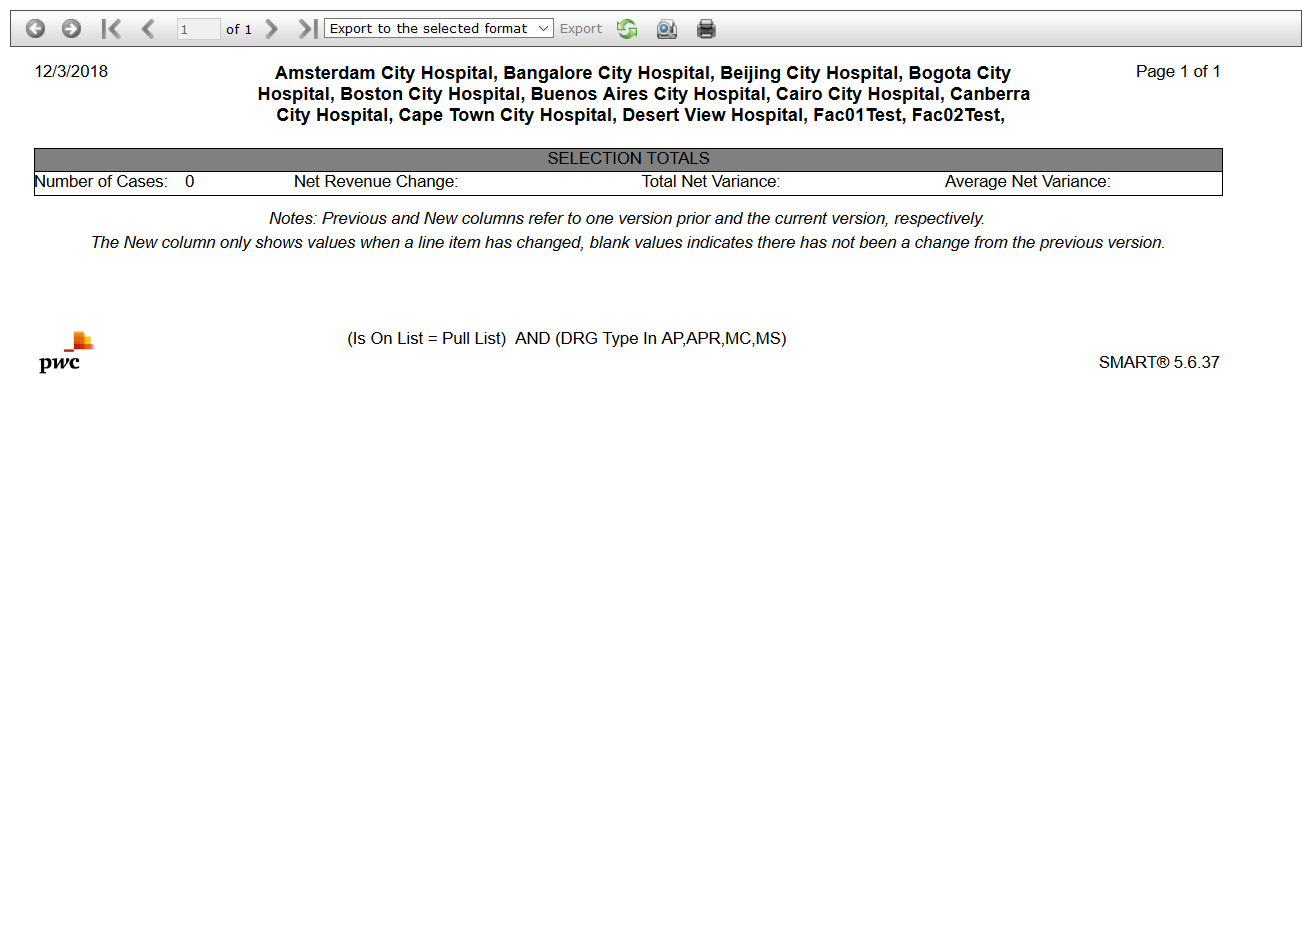 1 of 1 Export to the selected format Export
12/3/2018
Amsterdam City Hospital, Bangalore City Hospital, Beijing City Hospital, Bogota City
Page 1 of 1
Hospital, Boston City Hospital, Buenos Aires City Hospital, Cairo City Hospital, Canberra
City Hospital, Cape Town City Hospital, Desert View Hospital, Fac01Test, Fac02Test,
SELECTION TOTALS
Number of Cases: 0 Net Revenue Change: Total Net Variance: Average Net Variance:
Notes: Previous and New columns refer to one version prior and the current version, respectively.
The New column only shows values when a line item has changed, blank values indicates there has not been a change from the previous version.
(Is On List = Pull List) AND (DRG Type In AP,APR,MC,MS)
pwc
SMART® 5.6.37